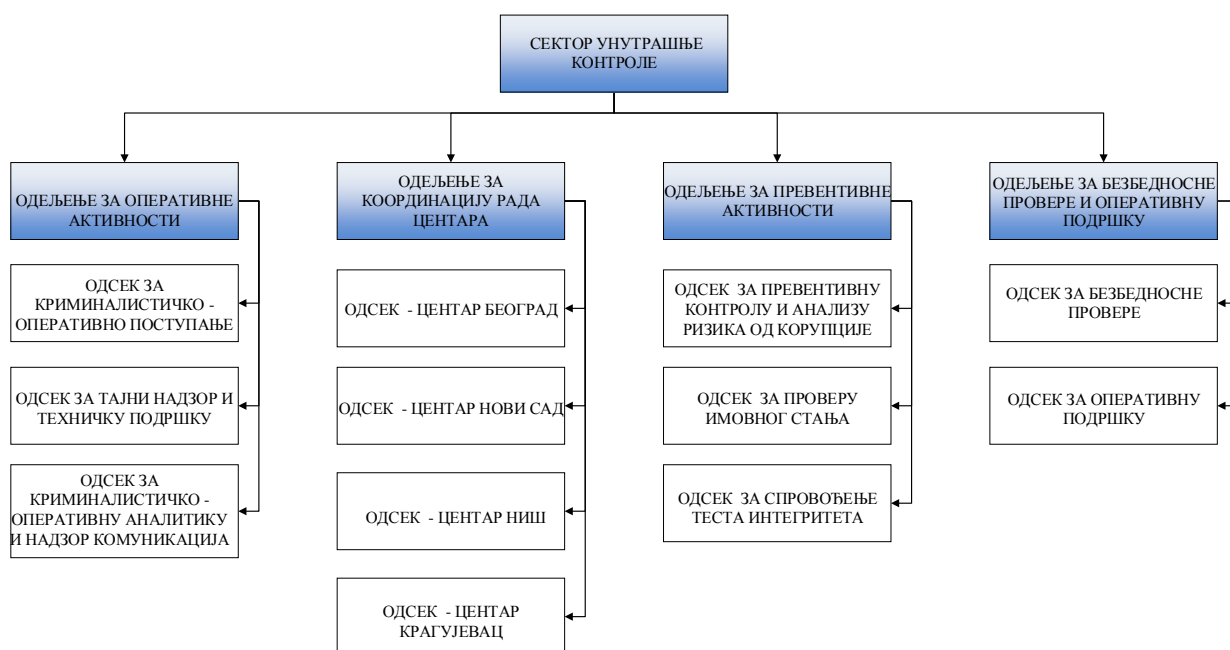 СЕКТОР УНУТРАШЊЕ
КОНТРОЛЕ
ОДЕЉЕЊЕ ЗА ОПЕРАТИВНЕ
АКТИВНОСТИ
ОДСЕК ЗА
КРИМИНАЛИСТИЧКО -
ОПЕРАТИВНО ПОСТУПАЊЕ
ОДСЕК ЗА ТАЈНИ НАДЗОР И
ТЕХНИЧКУ ПОДРШКУ
ОДСЕК ЗА
КРИМИНАЛИСТИЧКО -
ОПЕРАТИВНУ АНАЛИТИКУ
И НАДЗОР КОМУНИКАЦИЈА
ОДЕЉЕЊЕ ЗА
КООРДИНАЦИЈУ РАДА
ЦЕНТАРА
ОДСЕК - ЦЕНТАР БЕОГРАД
ОДСЕК - ЦЕНТАР НОВИ САД
ОДСЕК - ЦЕНТАР НИШ
ОДСЕК - ЦЕНТАР
КРАГУЈЕВАЦ
ОДЕЉЕЊЕ ЗА ПРЕВЕНТИВНЕ
АКТИВНОСТИ
ОДСЕК ЗА ПРЕВЕНТИВНУ
КОНТРОЛУ И АНАЛИЗУ
РИЗИКА ОД КОРУПЦИЈЕ
ОДСЕК ЗА ПРОВЕРУ
ИМОВНОГ СТАЊА
ОДСЕК ЗА СПРОВОЂЕЊЕ
ТЕСТА ИНТЕГРИТЕТА
ОДЕЉЕЊЕ ЗА БЕЗБЕДНОСНЕ
ПРОВЕРЕ И ОПЕРАТИВНУ
ПОДРШКУ
ОДСЕК ЗА БЕЗБЕДНОСНЕ
ПРОВЕРЕ
ОДСЕК ЗА ОПЕРАТИВНУ
ПОДРШКУ